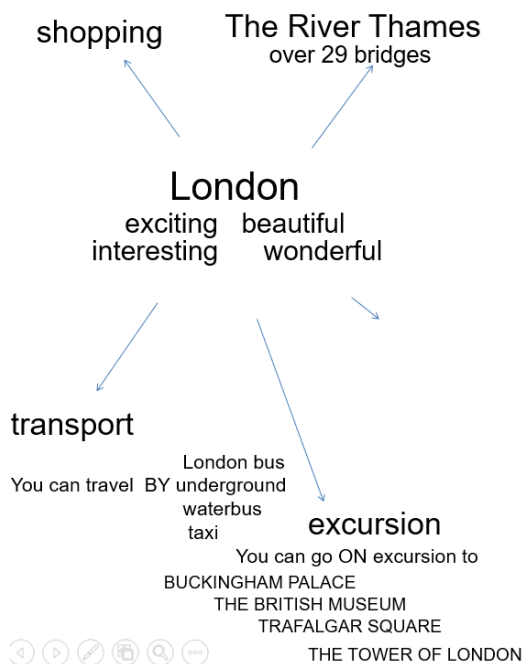 shopping
The River Thames
over 29 bridges
London
exciting beautiful
interesting wonderful
transport
London bus
You can travel BY underground
waterbus
taxi
excursion
You can go ON excursion to
BUCKINGHAM PALACE
THE BRITISH MUSEUM
TRAFALGAR SQUARE
THE TOWER OF LONDON